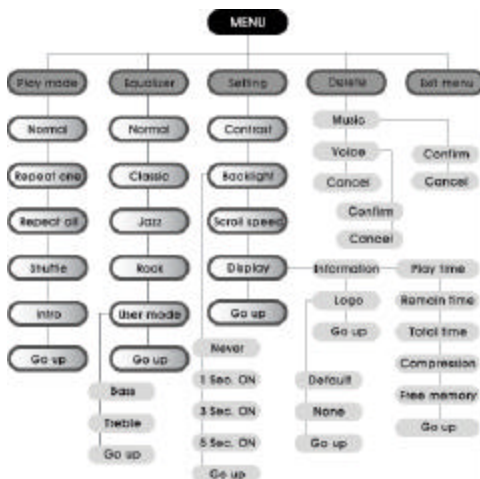 MENU
Play mode
Equalizer
Setting
Delete
Exit menu
Normal
Repeat one
Repeat all
Shuffle
Intro
Go up
Normal
Classic
Jazz
Rock
User mode
Go up
Bass
Treble
Go up
Contrast
Backlight
Scroll speed
Display
Go up
Never
1 Sec. ON
3 Sec. ON
5 Sec. ON
Go up
Music
Voice
Cancel
Confirm
Cancel
Confirm
Cancel
Information
Logo
Go up
Default
None
Go up
Play time
Remain time
Total time
Compression
Free memory
Go up